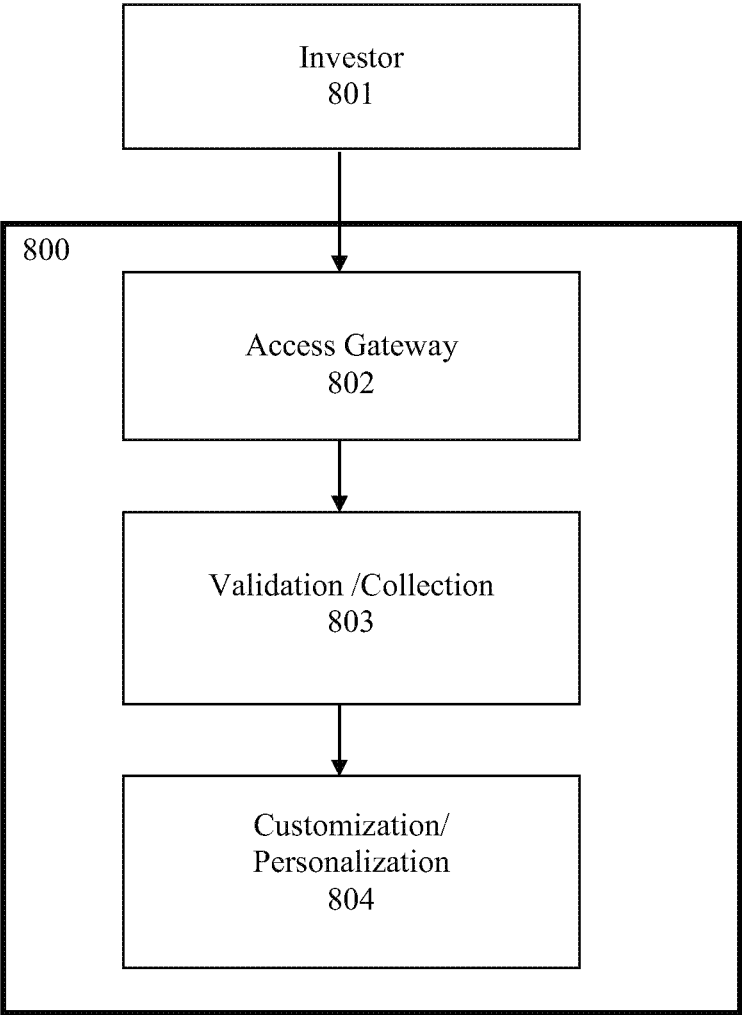 Investor
801
800
Access Gateway
802
Validation /Collection
803
Customization/
Personalization
804